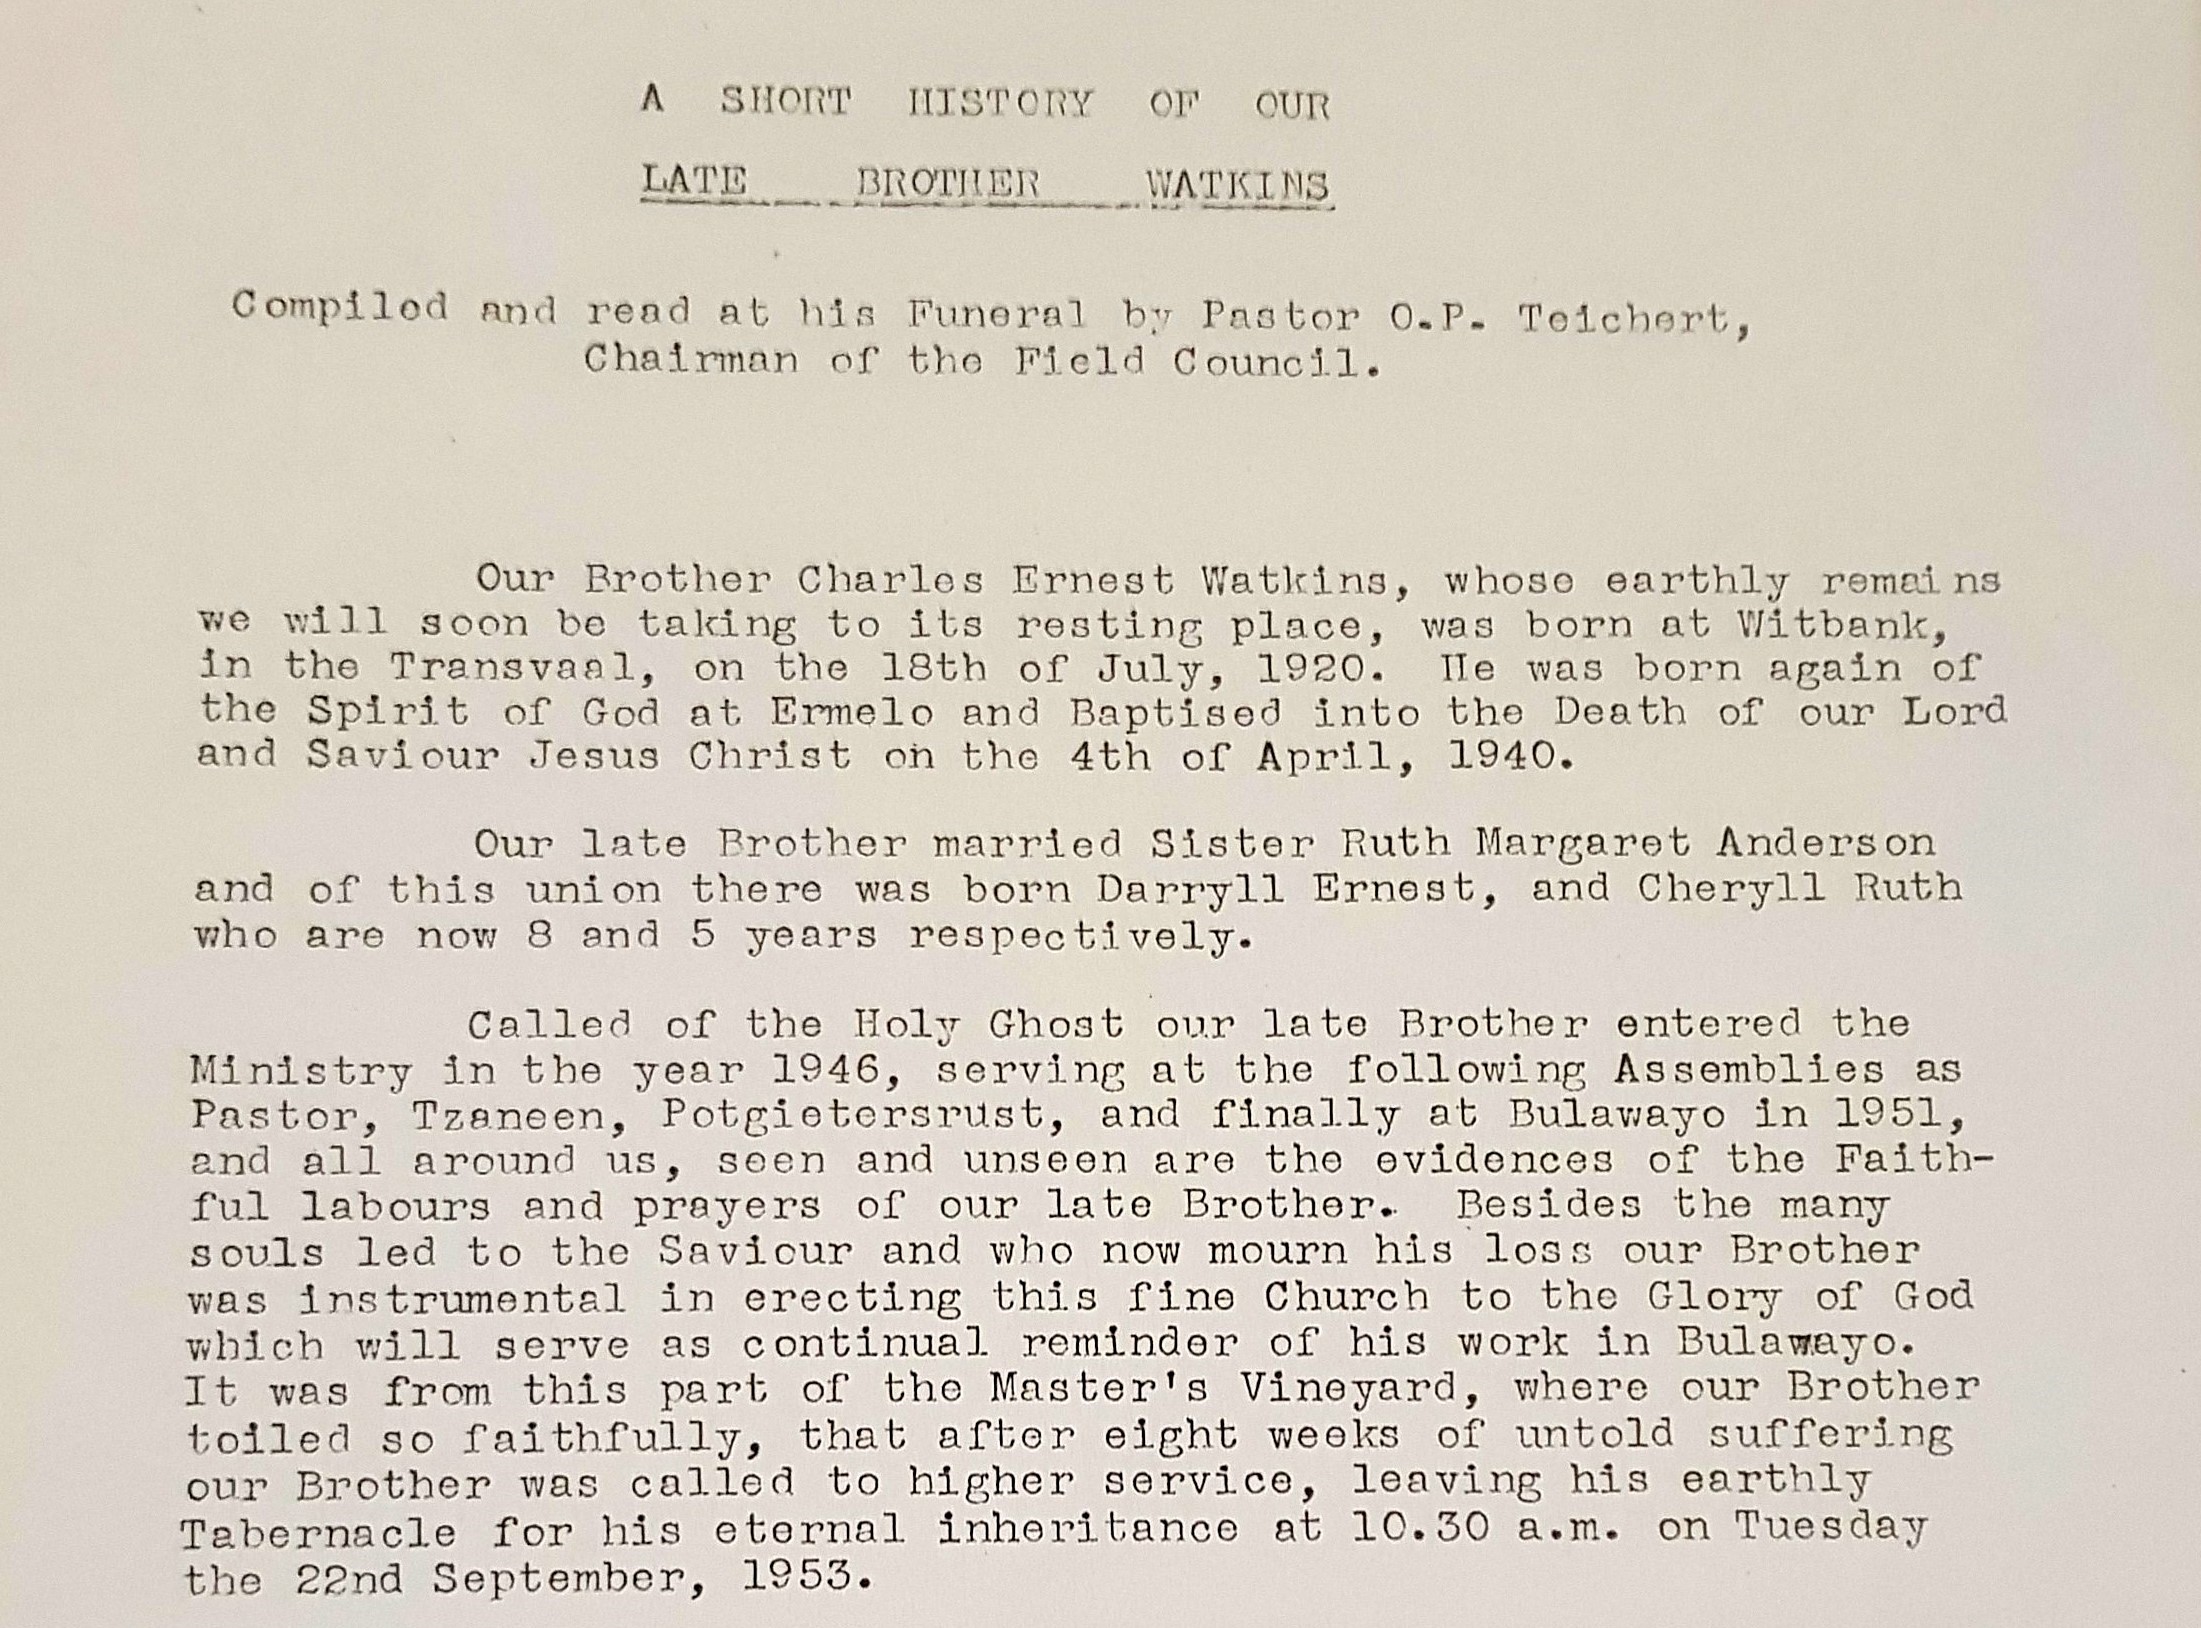 A SHORT HISTORY OF OUR
LATE BROTHER WATKINS
Compiled and read at his Funeral by Pastor O.P. Teichert,
Chairman of the Field Council.
Our Brother Charles Ernest Watkins, whose earthly remains
we will soon be taking to its resting place, was born at Witbank,
in the Transvaal, on the 18th of July, 1920. He was born again of
the Spirit of God at Ermelo and Baptised into the Death of our Lord
and Saviour Jesus Christ on the 4th of April, 1940.
Our late Brother married Sister Ruth Margaret Anderson
and of this union there was born Darryll Ernest, and Cheryll Ruth
who are now 8 and 5 years respectively.
Called of the Holy Ghost our late Brother entered the
Ministry in the year 1946, serving at the following Assemblies as
Pastor, Tzaneen, Potgietersrust, and finally at Bulawayo in 1951,
and all around us, seen and unseen are the evidences of the Faith-
ful labours and prayers of our late Brother. Besides the many
souls led to the Saviour and who now mourn his loss our Brother
was instrumental in erecting this fine Church to the Glory of God
which will serve as continual reminder of his work in Bulawayo.
It was from this part of the Master's Vineyard, where our Brother
toiled so faithfully, that after eight weeks of untold suffering
our Brother was called to higher service, leaving his earthly
Tabernacle for his eternal inheritance at 10.30 a.m. on Tuesday
the 22nd September, 1953.